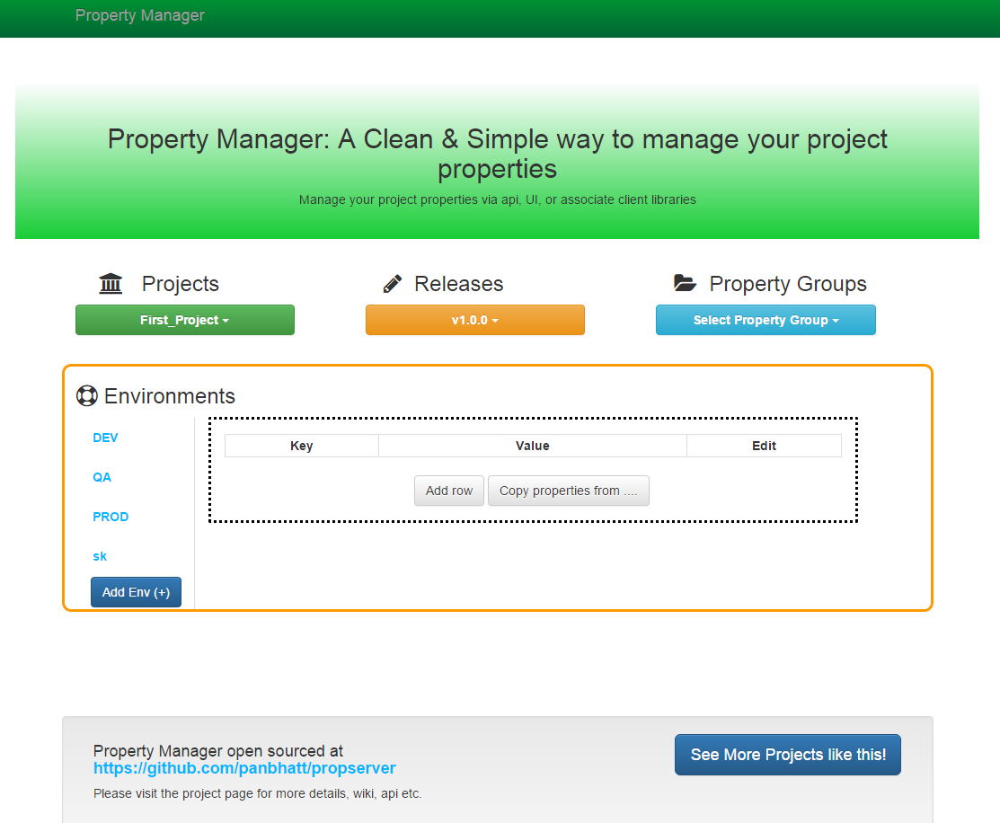 Property Manager
Property Manager: A Clean & Simple way to manage your project
properties
Manage your project properties via api, UI, or associate client libraries
Projects
Releases
Property Groups
First_Project
v1.0.0
Select Property Group
Environments
DEV
QA
PROD
sk
Add Env (+)
Key
Value
Edit
Add row
Copy properties from ....
Property Manager open sourced at
https://github.com/panbhatt/propserver
Please visit the project page for more details, wiki, api etc.
See More Projects like this!